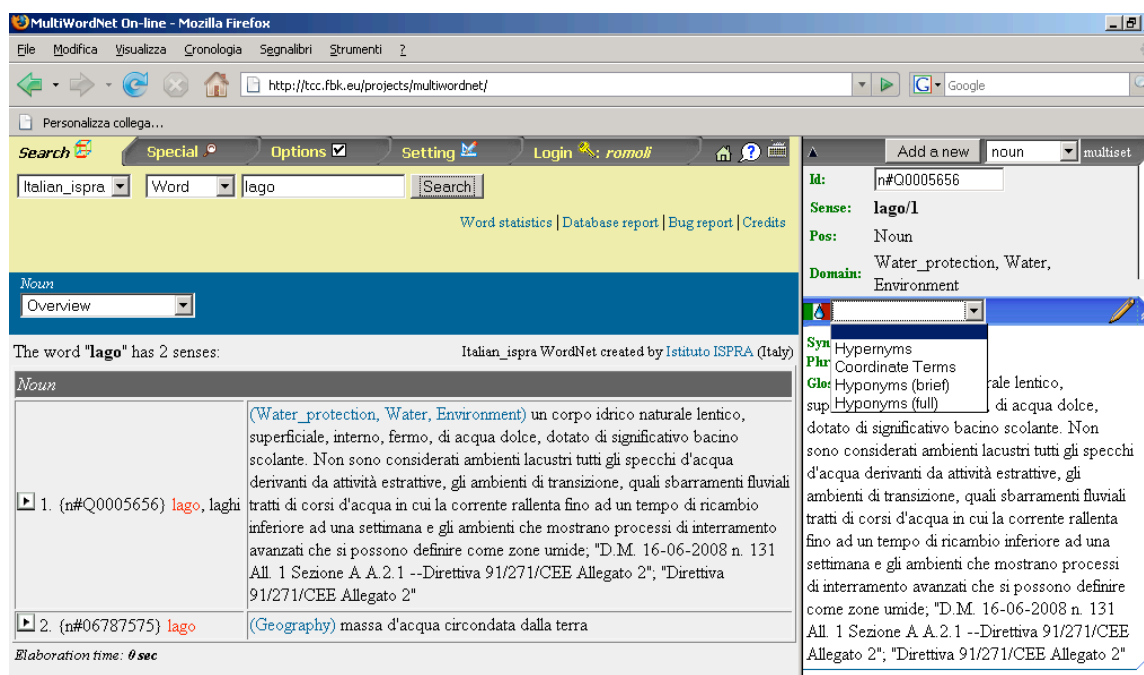 MultiWordNet On-line - Mozilla Firefox
File Modifica Visualizza Cronologia Segnalibri Strumenti ?
http://tcc.fbk.eu/projects/multiwordnet/
G Google
Personalizza collega...
Search Special Options Setting Login : romoli
Italian_ispra Word lago Search
Word statistics | Database report | Bug report | Credits
Noun
Overview
The word "lago" has 2 senses: Italian_ispra WordNet created by Istituto ISPRA (Italy)
Noun
1. {n#Q0005656} lago, laghi
(Water_protection, Water, Environment) un corpo idrico naturale lentico,
superficiale, interno, fermo, di acqua dolce, dotato di significativo bacino
scolante. Non sono considerati ambienti lacustri tutti gli specchi d'acqua
derivanti da attività estrattive, gli ambienti di transizione, quali sbarramenti fluviali
tratti di corsi d'acqua in cui la corrente rallenta fino ad un tempo di ricambio
inferiore ad una settimana e gli ambienti che mostrano processi di interramento
avanzati che si possono definire come zone umide; "D.M. 16-06-2008 n. 131
All. 1 Sezione A A.2.1 --Direttiva 91/271/CEE Allegato 2"; "Direttiva
91/271/CEE Allegato 2"
2. {n#06787575} lago (Geography) massa d'acqua circondata dalla terra
Elaboration time: 0 sec
Add a new noun multiset
Id: n#Q0005656
Sense: lago/1
Pos: Noun
Domain: Water_protection, Water,
Environment
Hypernyms
Coordinate Terms
Hyponyms (brief)
Hyponyms (full)
Syn
Phr
Glos
rale lentico,
sup , di acqua dolce,
dotato di significativo bacino scolante. Non
sono considerati ambienti lacustri tutti gli specchi
d'acqua derivanti da attività estrattive, gli
ambienti di transizione, quali sbarramenti fluviali
tratti di corsi d'acqua in cui la corrente rallenta
fino ad un tempo di ricambio inferiore ad una
settimana e gli ambienti che mostrano processi
di interramento avanzati che si possono definire
come zone umide; "D.M. 16-06-2008 n. 131
All. 1 Sezione A A.2.1 --Direttiva 91/271/CEE
Allegato 2"; "Direttiva 91/271/CEE Allegato 2"